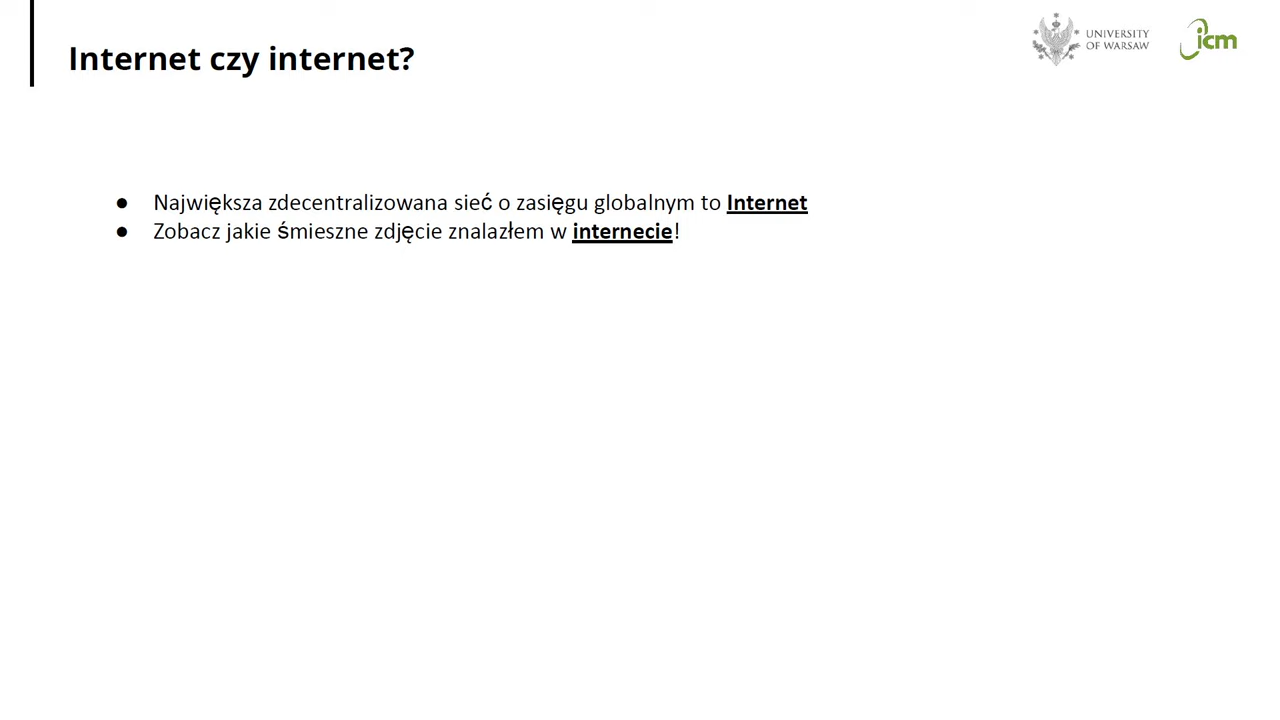 Internet czy internet?
UNIVERSITY
OF WARSAW
icm
● Największa zdecentralizowana sieć o zasięgu globalnym to Internet
● Zobacz jakie śmieszne zdjęcie znalazłem w internecie!